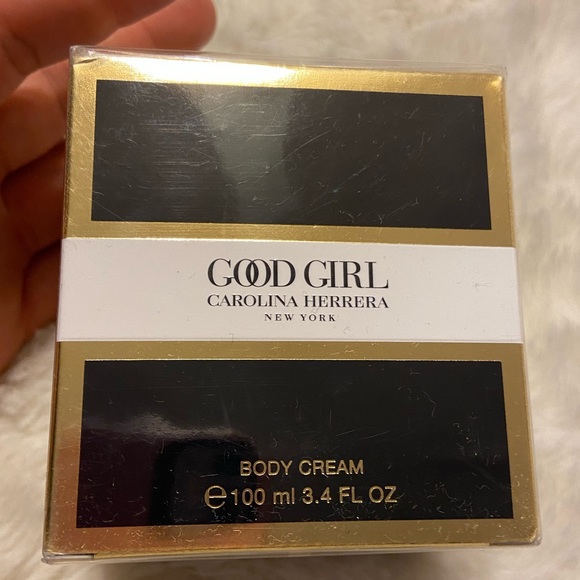 GOOD GIRL
CAROLINA HERRERA
NEW YORK
BODY CREAM
℮100 ml 3.4 FL OZ